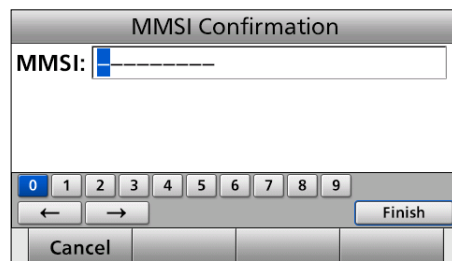 MMSI Confirmation
MMSI: ---------
0 1 2 3 4 5 6 7 8 9
← → Finish
Cancel